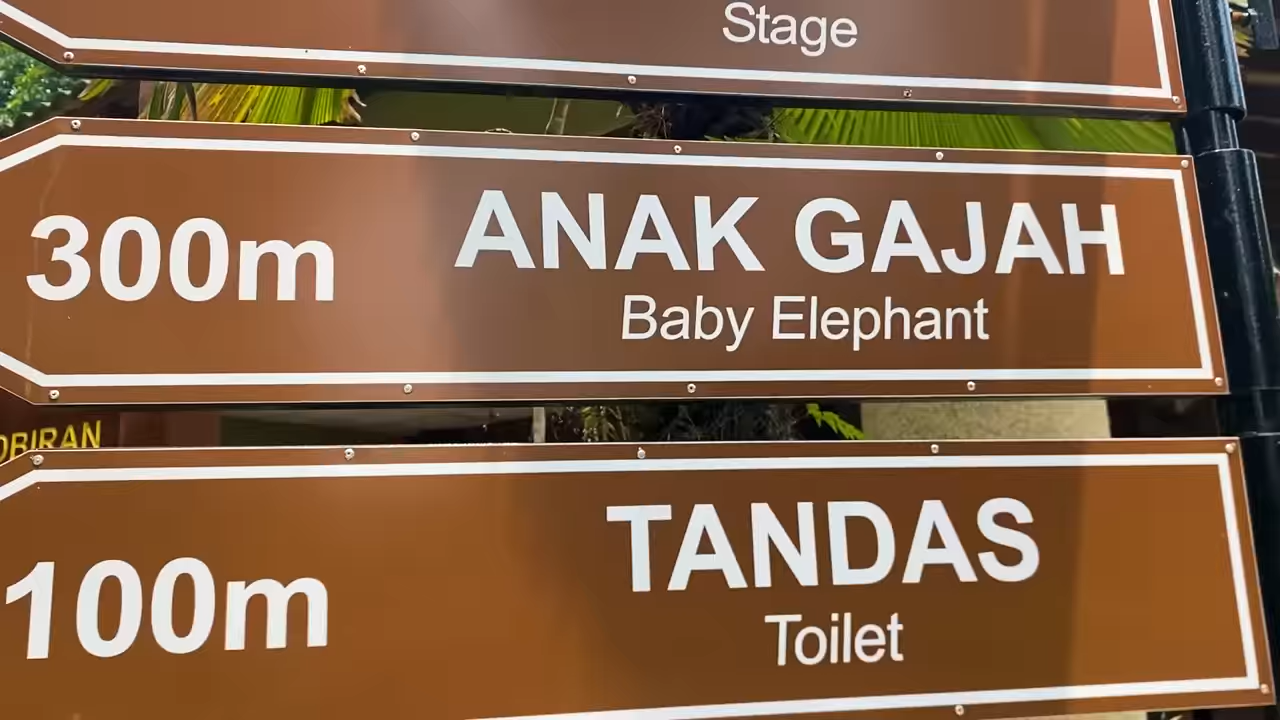 Stage
300m
ANAK GAJAH
Baby Elephant
100m
TANDAS
Toilet